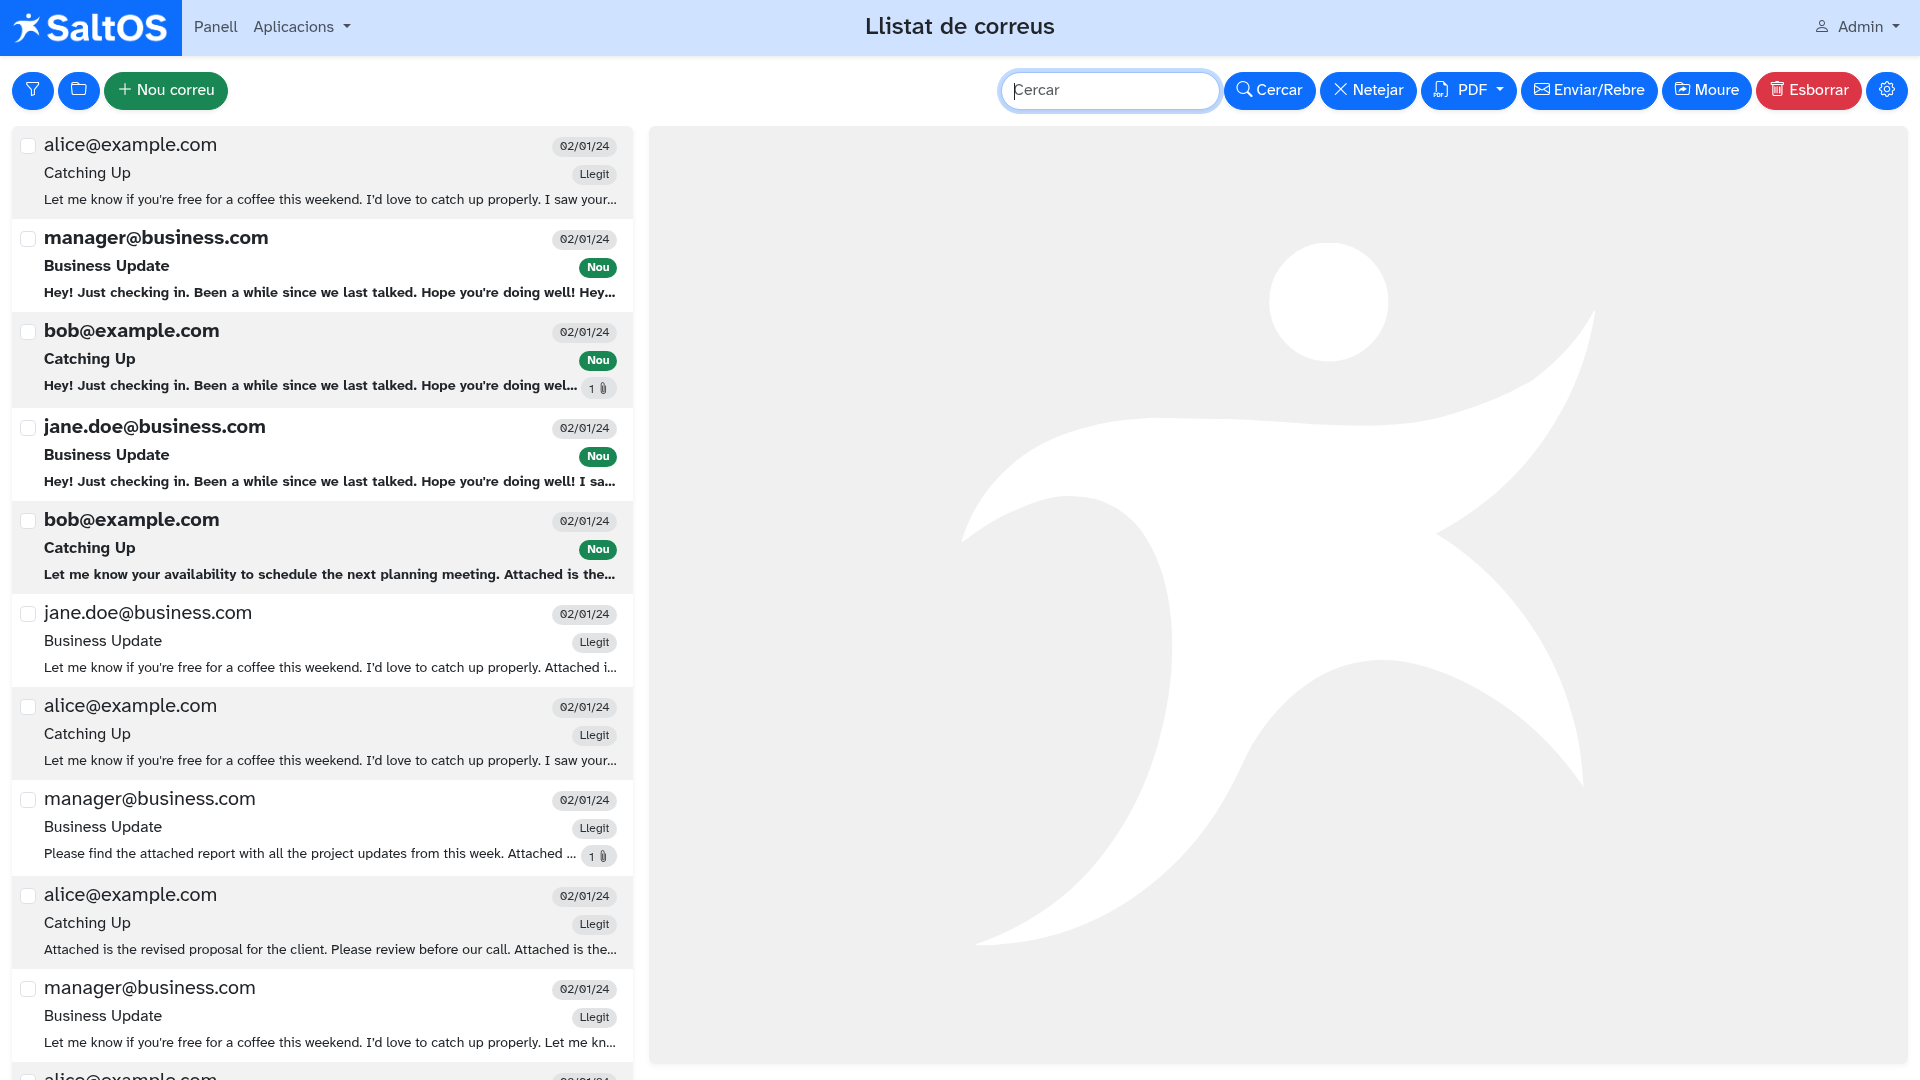 SaltOS Panell Aplicacions Llistat de correus Admin
Nou correu Cercar Cercar Netejar PDF Enviar/Rebre Moure Esborrar
alice@example.com 02/01/24
Catching Up Llegit
Let me know if you're free for a coffee this weekend. I'd love to catch up properly. I saw your...
manager@business.com 02/01/24
Business Update Nou
Hey! Just checking in. Been a while since we last talked. Hope you're doing well! Hey...
bob@example.com 02/01/24
Catching Up Nou
Hey! Just checking in. Been a while since we last talked. Hope you're doing wel... 1
jane.doe@business.com 02/01/24
Business Update Nou
Hey! Just checking in. Been a while since we last talked. Hope you're doing well! I sa...
bob@example.com 02/01/24
Catching Up Nou
Let me know your availability to schedule the next planning meeting. Attached is the...
jane.doe@business.com 02/01/24
Business Update Llegit
Let me know if you're free for a coffee this weekend. I'd love to catch up properly. Attached i...
alice@example.com 02/01/24
Catching Up Llegit
Let me know if you're free for a coffee this weekend. I'd love to catch up properly. I saw your...
manager@business.com 02/01/24
Business Update Llegit
Please find the attached report with all the project updates from this week. Attached ... 1
alice@example.com 02/01/24
Catching Up Llegit
Attached is the revised proposal for the client. Please review before our call. Attached is the...
manager@business.com 02/01/24
Business Update Llegit
Let me know if you're free for a coffee this weekend. I'd love to catch up properly. Let me kn...
alice@example.com